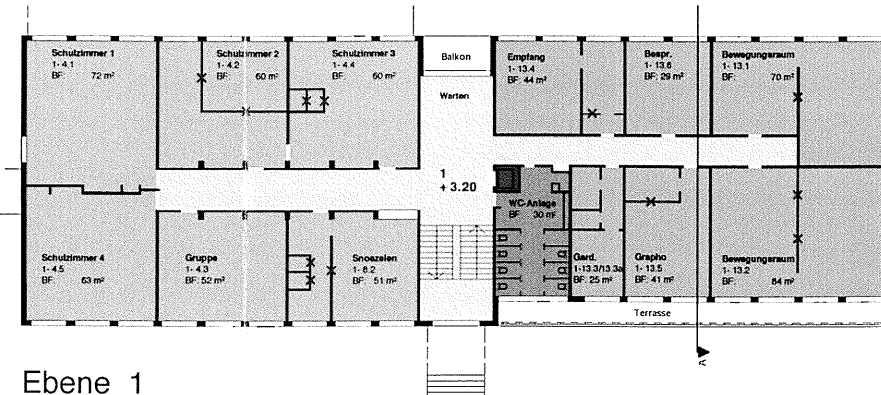 Schulzimmer 1
1- 4.1
BF: 72 m²
Schulzimmer 2
1- 4.2
BF: 60 m²
Schulzimmer 3
1- 4.4
BF: 60 m²
Balkon
Warten
Empfang
1- 13.4
BF: 44 m²
Bespr.
1- 13.6
BF: 29 m²
Bewegungsraum
1- 13.1
BF: 70 m²
1
+ 3.20
WC-Anlage
BF 30 m²
Schulzimmer 4
1- 4.5
BF: 63 m²
Gruppe
1- 4.3
BF: 52 m²
Snoezelen
1- 6.2
BF: 51 m²
Gard.
1-13.3/13.3a
BF: 25 m²
Grapho
1- 13.5
BF: 41 m²
Bewegungsraum
1- 13.2
BF: 84 m²
Terrasse
A
Ebene 1